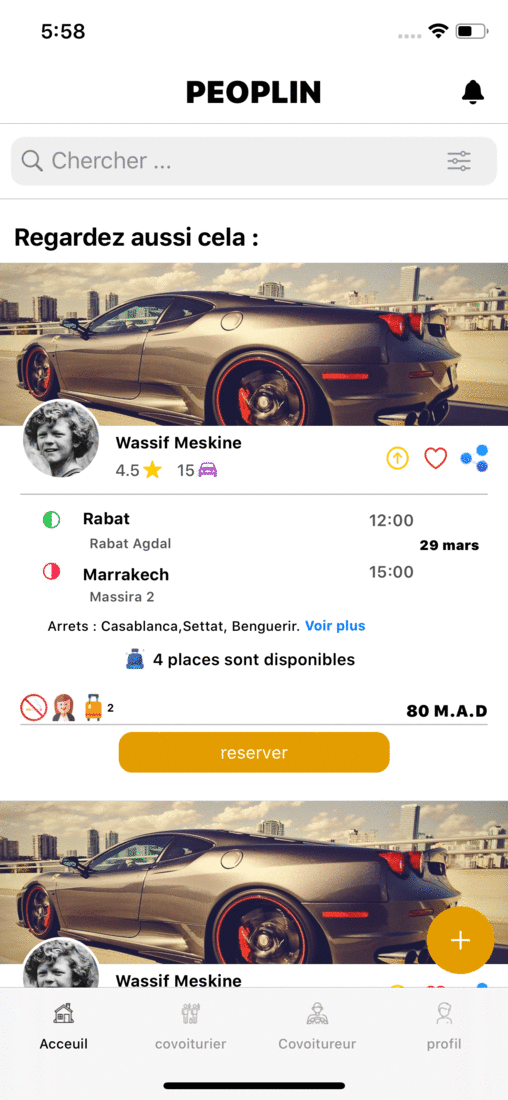 5:58
PEOPLIN
Chercher ...
Regardez aussi cela :
Wassif Meskine
4.5 15
Rabat 12:00
Rabat Agdal
29 mars
Marrakech 15:00
Massira 2
Arrets : Casablanca,Settat, Benguerir. Voir plus
4 places sont disponibles
2 80 M.A.D
reserver
Wassif Meskine
Acceuil covoiturier Covoitureur profil